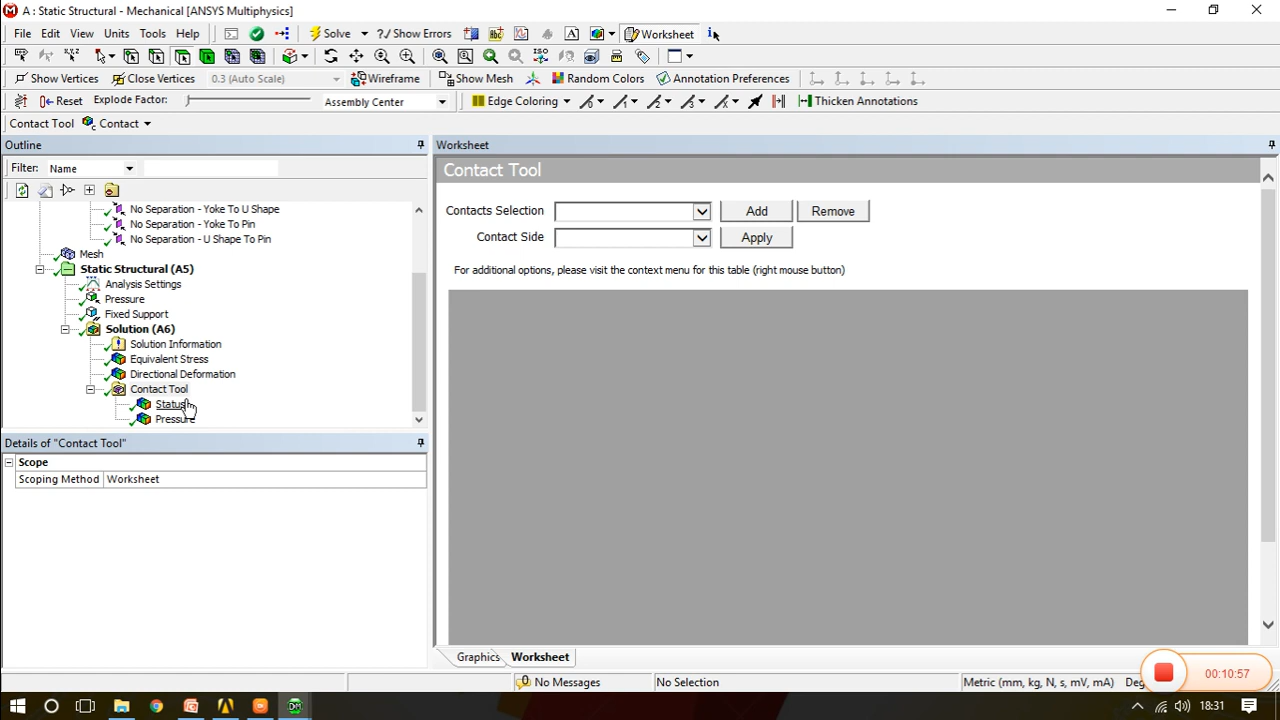 A : Static Structural - Mechanical [ANSYS Multiphysics]
File Edit View Units Tools Help Solve ?/ Show Errors Worksheet
Show Vertices Close Vertices 0.3 (Auto Scale) Wireframe Show Mesh Random Colors Annotation Preferences
Reset Explode Factor: Assembly Center Edge Coloring Thicken Annotations
Contact Tool Contact
Outline
Filter: Name
No Separation - Yoke To U Shape
No Separation - Yoke To Pin
No Separation - U Shape To Pin
Mesh
Static Structural (A5)
Analysis Settings
Pressure
Fixed Support
Solution (A6)
Solution Information
Equivalent Stress
Directional Deformation
Contact Tool
Status
Pressure
Details of "Contact Tool"
Scope
Scoping Method Worksheet
Worksheet
Contact Tool
Contacts Selection Add Remove
Contact Side Apply
For additional options, please visit the context menu for this table (right mouse button)
Graphics Worksheet
No Messages No Selection Metric (mm, kg, N, s, mV, mA) Deg
00:10:57
18:31